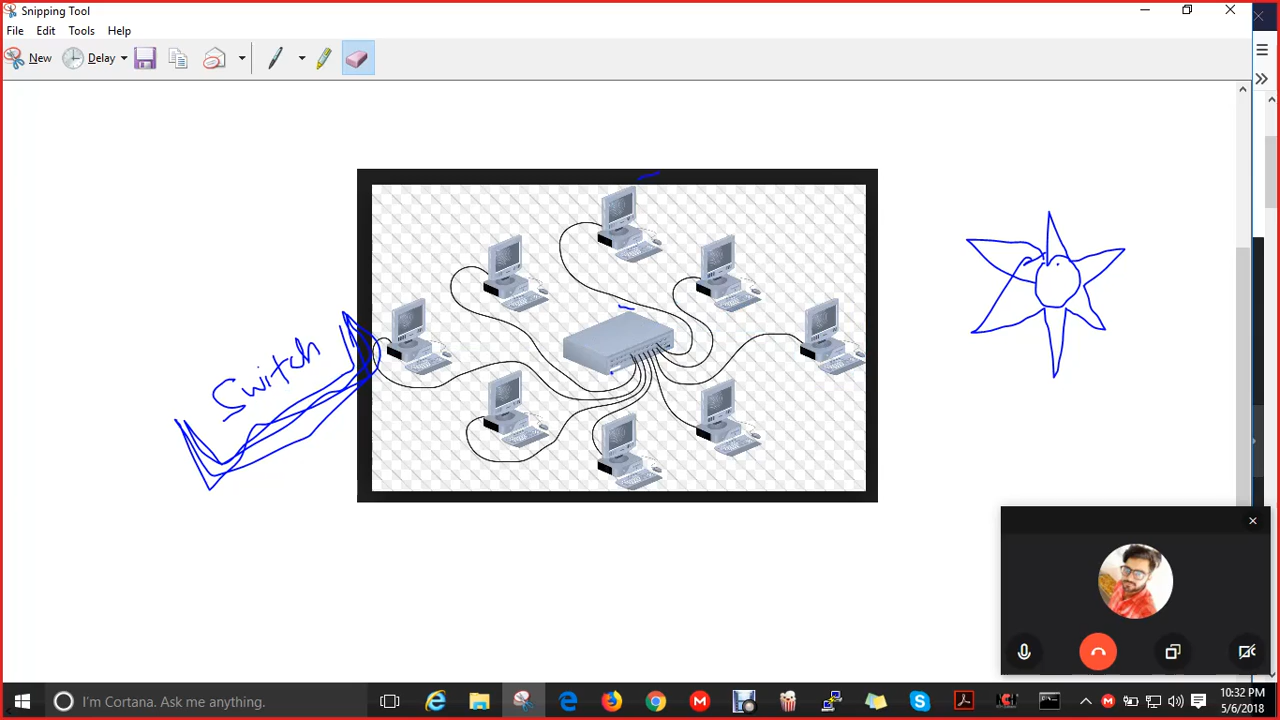 Snipping Tool
File Edit Tools Help
New Delay
Switch
I'm Cortana. Ask me anything.
10:32 PM
5/6/2018